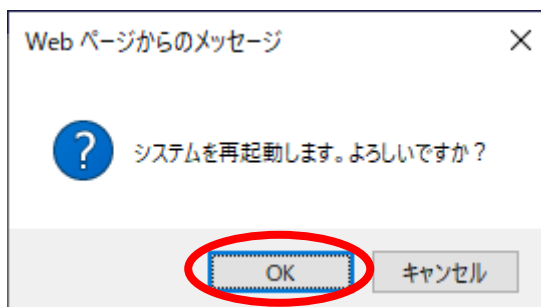 Web ページからのメッセージ
システムを再起動します。よろしいですか？
OK
キャンセル